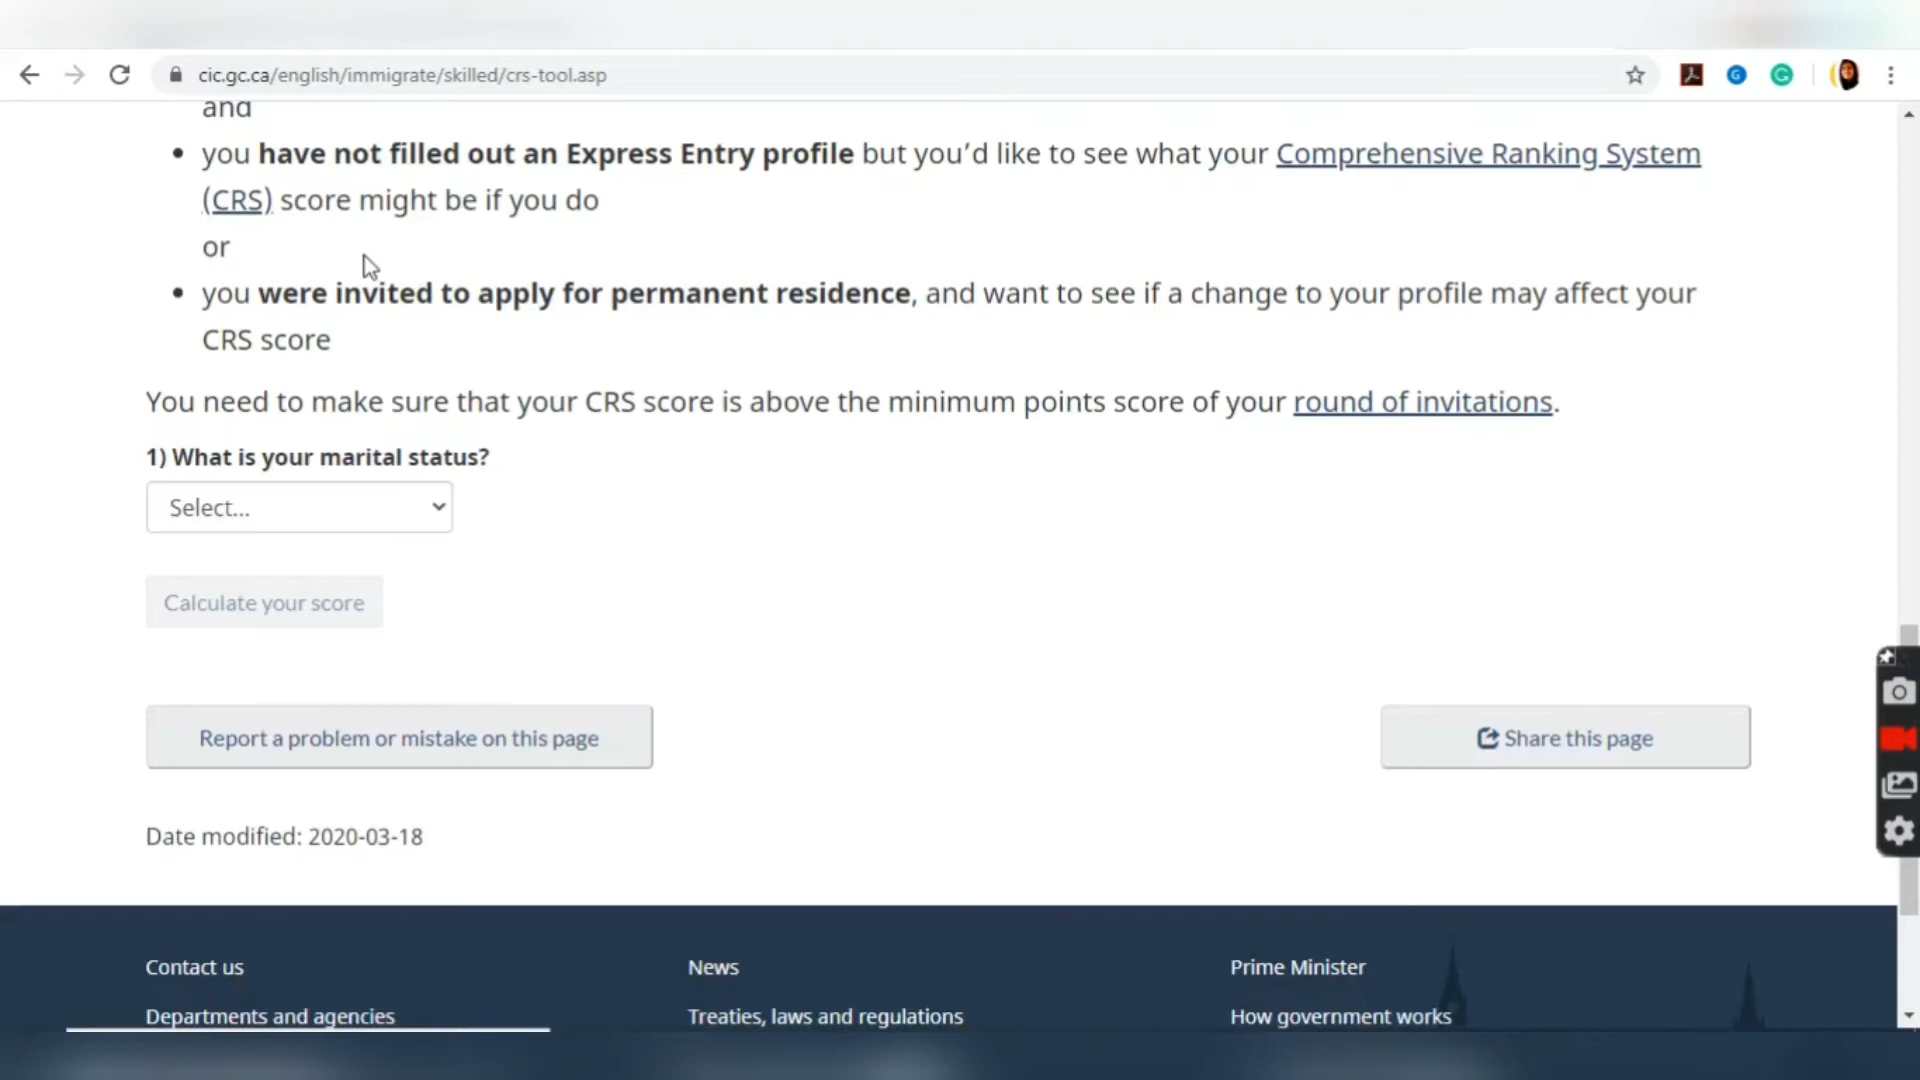 cic.gc.ca/english/immigrate/skilled/crs-tool.asp
and
• you have not filled out an Express Entry profile but you’d like to see what your Comprehensive Ranking System
(CRS) score might be if you do
or
• you were invited to apply for permanent residence, and want to see if a change to your profile may affect your
CRS score
You need to make sure that your CRS score is above the minimum points score of your round of invitations.
1) What is your marital status?
Select...
Calculate your score
Report a problem or mistake on this page
Share this page
Date modified: 2020-03-18
Contact us
News
Prime Minister
Departments and agencies
Treaties, laws and regulations
How government works